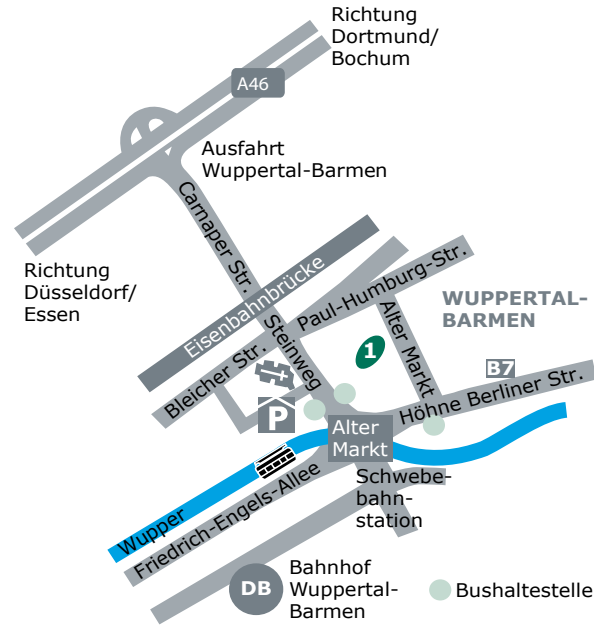 Richtung
Dortmund/
Bochum
A46
Ausfahrt
Wuppertal-Barmen
Carnaper Str.
Richtung
Düsseldorf/
Essen
Eisenbahnbrücke
Paul-Humburg-Str.
WUPPERTAL-
BARMEN
Steinweg
Alter Markt
1
Bleicher Str.
B7
P
Höhne Berliner Str.
Alter
Markt
Schwebe-
bahn-
station
Wupper
Friedrich-Engels-Allee
DB
Bahnhof
Wuppertal-
Barmen
Bushaltestelle